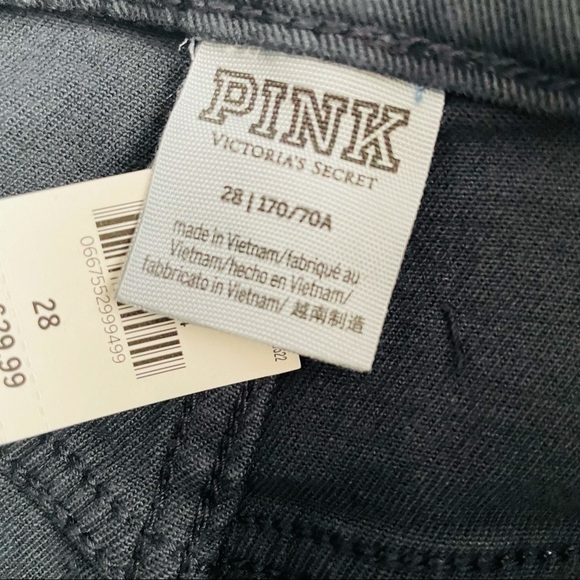 PINK
VICTORIA'S SECRET
28 | 170/70A
made in Vietnam/fabriqué au
Vietnam/hecho en Vietnam/
fabbricato in Vietnam/ 越南制造
0667552999499
28